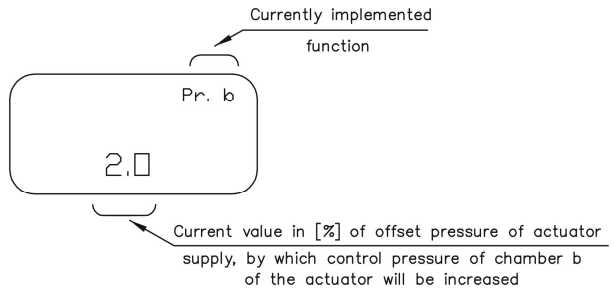 Currently implemented
function
Pr. b
2.0
Current value in [%] of offset pressure of actuator
supply, by which control pressure of chamber b
of the actuator will be increased